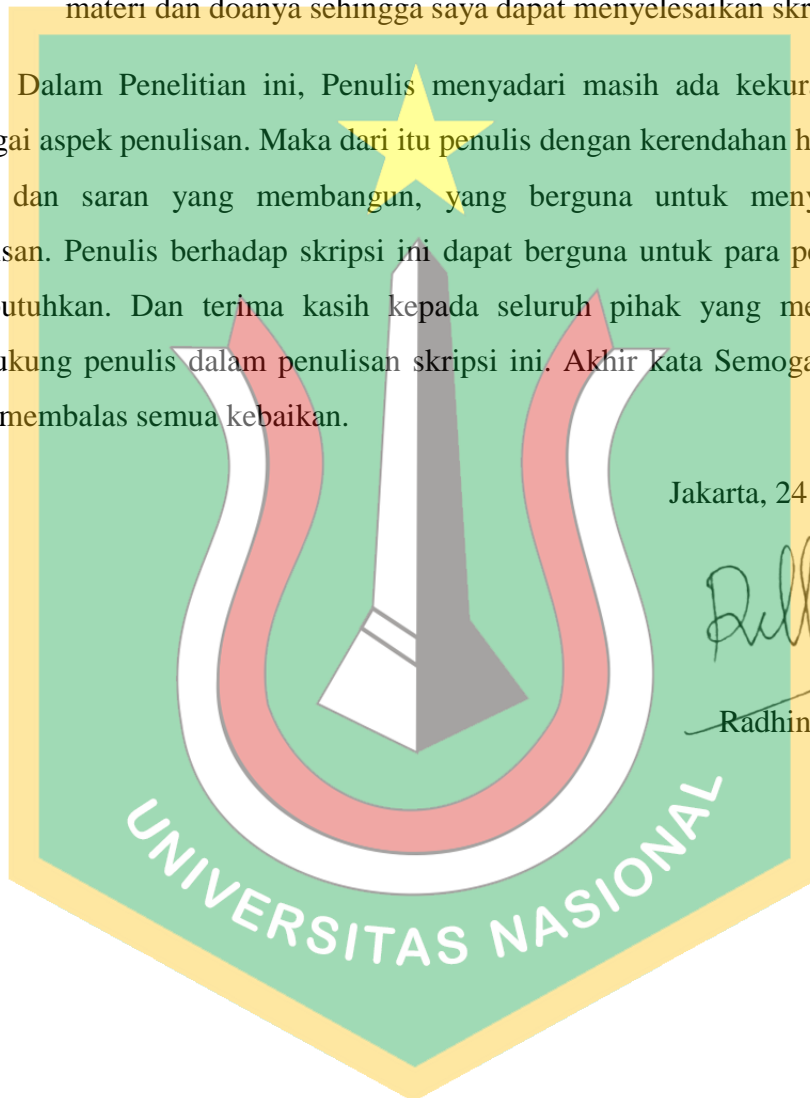 materi dan doanya sehingga saya dapat menyelesaikan skr
Dalam Penelitian ini, Penulis menyadari masih ada kekur
gai aspek penulisan. Maka dari itu penulis dengan kerendahan h
dan saran yang membangun, yang berguna untuk meny
san. Penulis berhadap skripsi ini dapat berguna untuk para p
utuhkan. Dan terima kasih kepada seluruh pihak yang me
ukung penulis dalam penulisan skripsi ini. Akhir kata Semoga
membalas semua kebaikan.
Jakarta, 24
Radhin
UNIVERSITAS NASIONAL